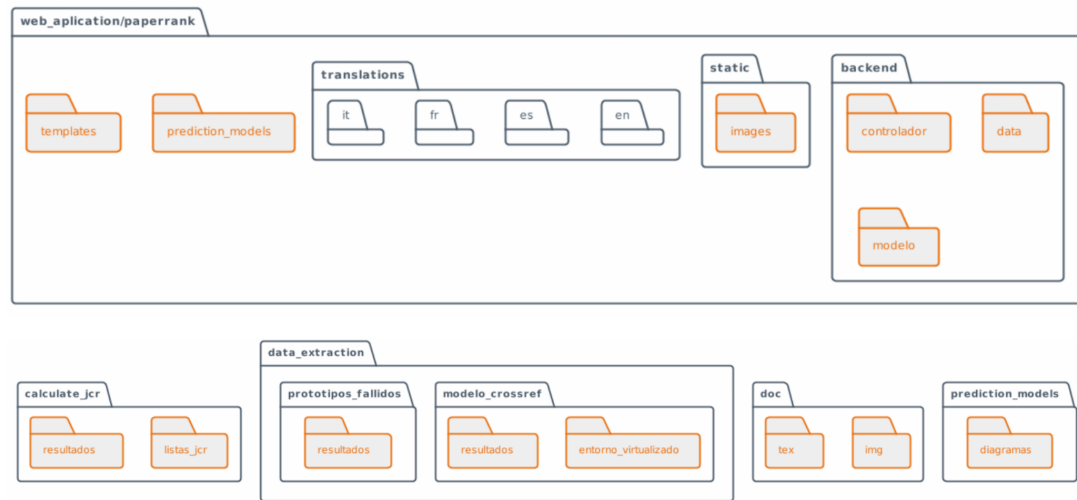 web_aplication/paperrank
templates
prediction_models
translations
it
fr
es
en
static
images
backend
controlador
data
modelo
calculate_jcr
resultados
listas_jcr
data_extraction
prototipos_fallidos
resultados
modelo_crossref
resultados
entorno_virtualizado
doc
tex
img
prediction_models
diagramas